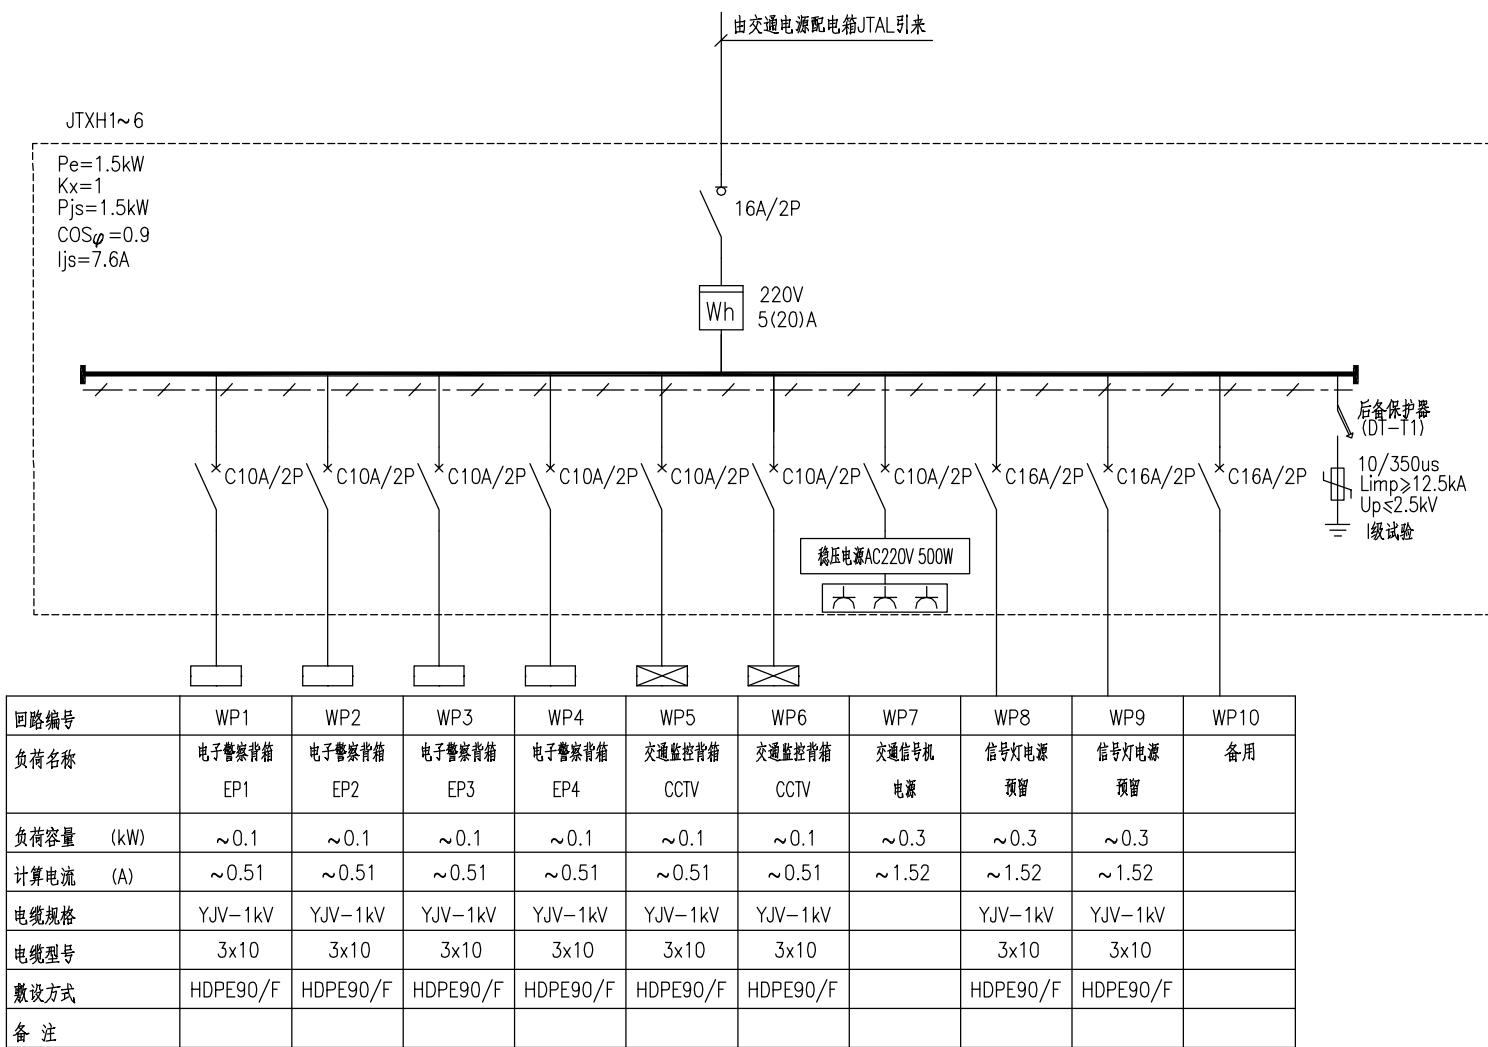 由交通电源配电箱JTAL引来
JTXH1~6
Pe=1.5kW
Kx=1
Pjs=1.5kW
COSφ=0.9
Ijs=7.6A
16A/2P
Wh
220V
5(20)A
C10A/2P C10A/2P C10A/2P C10A/2P C10A/2P C10A/2P C10A/2P C16A/2P C16A/2P C16A/2P
后备保护器
(DT-T1)
10/350us
Limp≥12.5kA
Up≤2.5kV
I级试验
稳压电源AC220V 500W
回路编号 WP1 WP2 WP3 WP4 WP5 WP6 WP7 WP8 WP9 WP10
负荷名称 电子警察背箱 电子警察背箱 电子警察背箱 电子警察背箱 交通监控背箱 交通监控背箱 交通信号机 信号灯电源 信号灯电源 备用
EP1 EP2 EP3 EP4 CCTV CCTV 电源 预留 预留
负荷容量 (kW) ~0.1 ~0.1 ~0.1 ~0.1 ~0.1 ~0.1 ~0.3 ~0.3 ~0.3
计算电流 (A) ~0.51 ~0.51 ~0.51 ~0.51 ~0.51 ~0.51 ~1.52 ~1.52 ~1.52
电缆规格 YJV-1kV YJV-1kV YJV-1kV YJV-1kV YJV-1kV YJV-1kV YJV-1kV YJV-1kV
电缆型号 3x10 3x10 3x10 3x10 3x10 3x10 3x10 3x10
敷设方式 HDPE90/F HDPE90/F HDPE90/F HDPE90/F HDPE90/F HDPE90/F HDPE90/F HDPE90/F
备 注